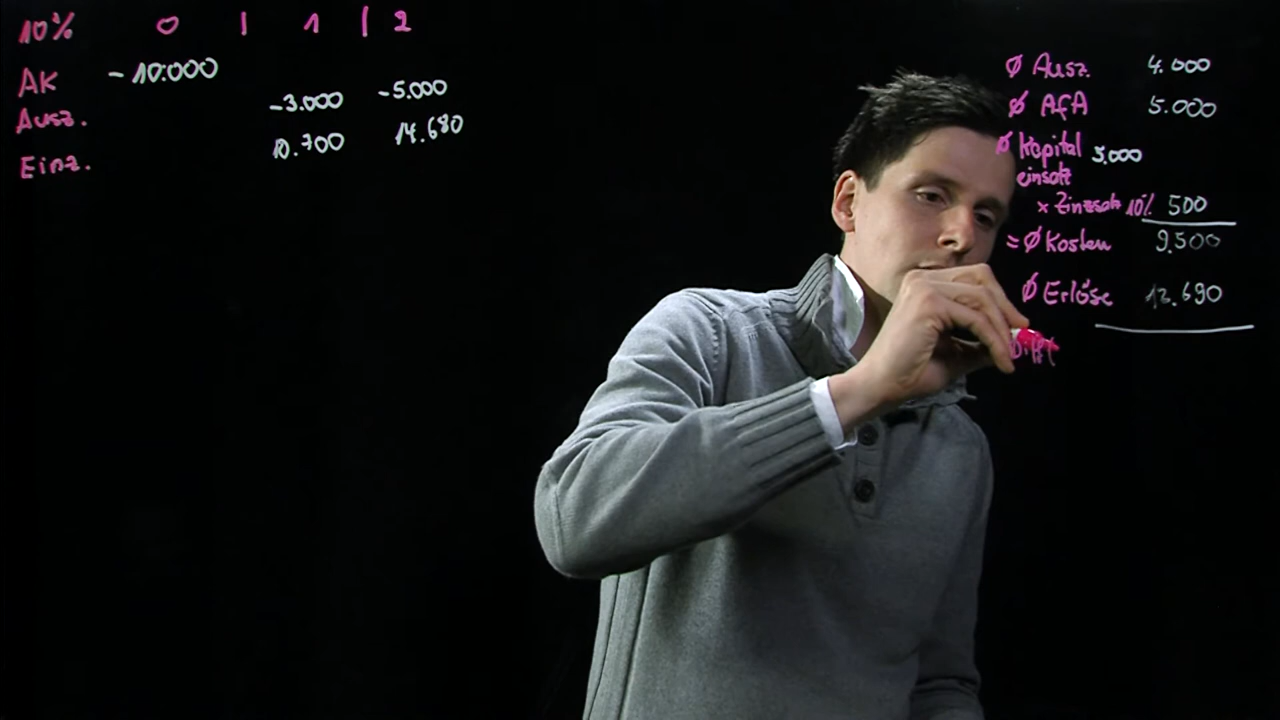 10% 0 | 1 | 2
AK -10.000
Ausz. -3.000 -5.000
Einz. 10.700 14.680
Ø Ausz. 4.000
Ø AfA 5.000
Ø Kapital 5.000
einsatz
x Zinssatz 10% 500
= Ø Kosten 9.500
Ø Erlöse 12.690
Diff